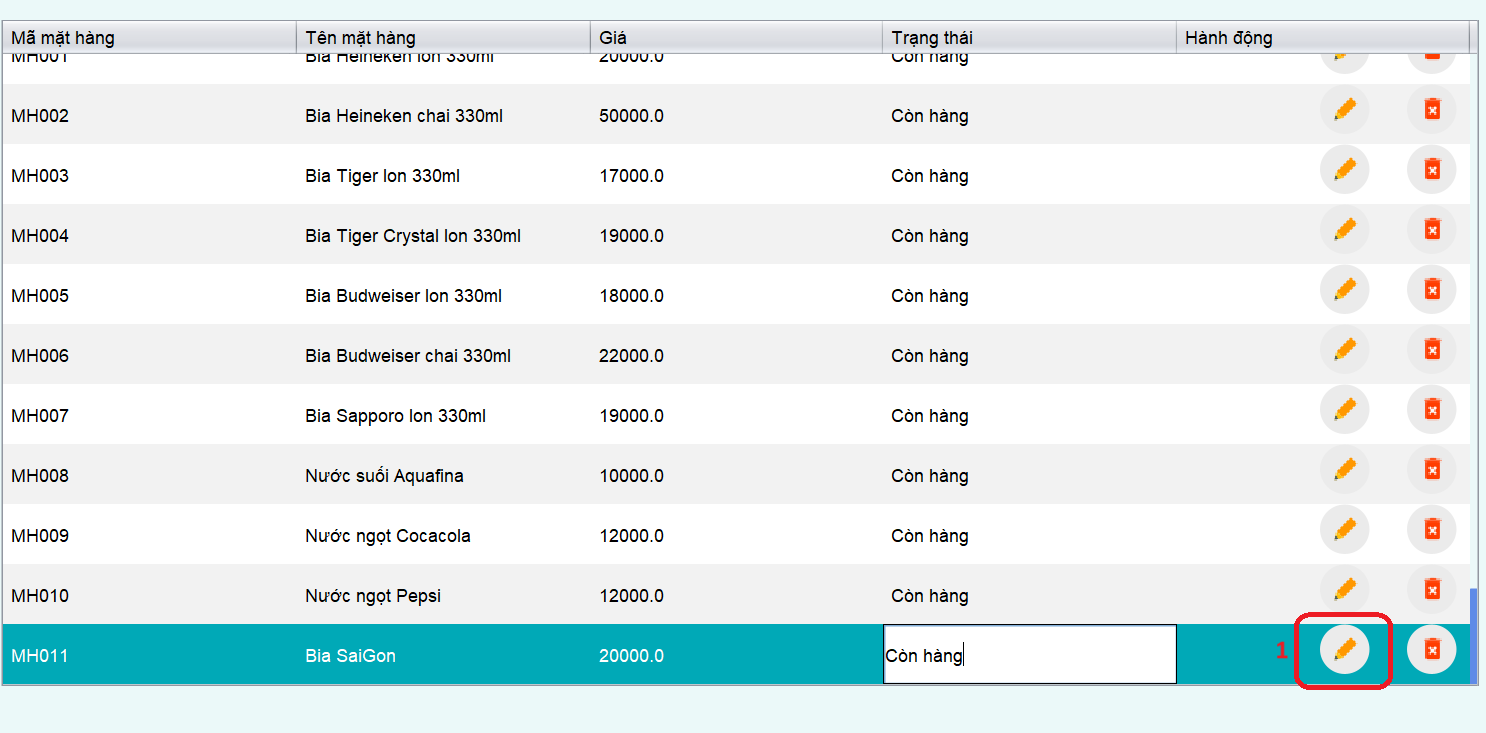 Mã mặt hàng Tên mặt hàng Giá Trạng thái Hành động
MH001 Bia Heineken lon 330ml 20000.0 Còn hàng
MH002 Bia Heineken chai 330ml 50000.0 Còn hàng
MH003 Bia Tiger lon 330ml 17000.0 Còn hàng
MH004 Bia Tiger Crystal lon 330ml 19000.0 Còn hàng
MH005 Bia Budweiser lon 330ml 18000.0 Còn hàng
MH006 Bia Budweiser chai 330ml 22000.0 Còn hàng
MH007 Bia Sapporo lon 330ml 19000.0 Còn hàng
MH008 Nước suối Aquafina 10000.0 Còn hàng
MH009 Nước ngọt Cocacola 12000.0 Còn hàng
MH010 Nước ngọt Pepsi 12000.0 Còn hàng
MH011 Bia SaiGon 20000.0 Còn hàng 1